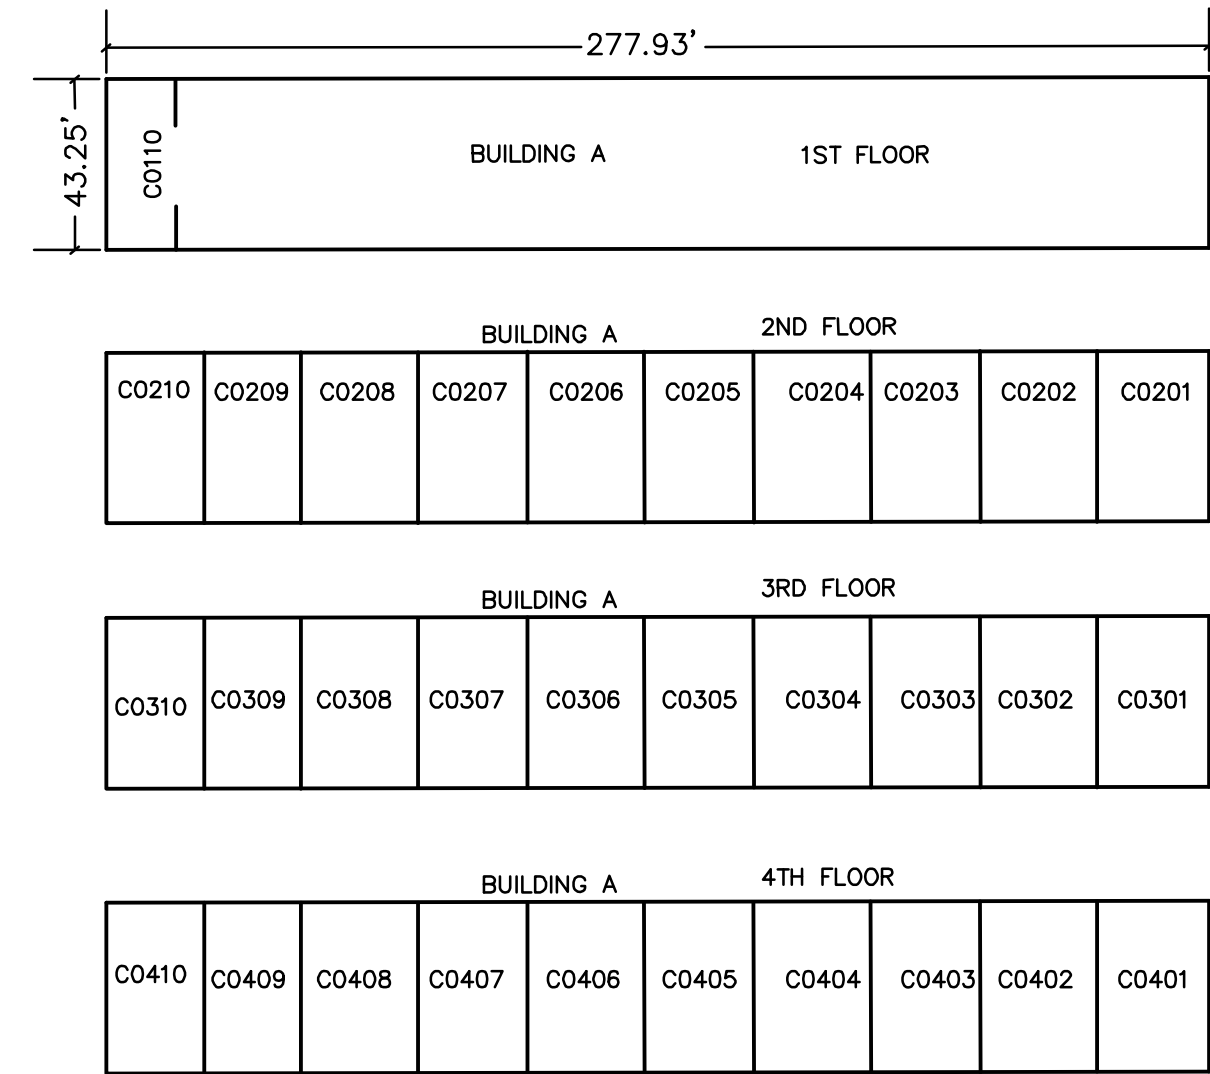 277.93'
43.25'
C0110
BUILDING A 1ST FLOOR
BUILDING A 2ND FLOOR
C0210 C0209 C0208 C0207 C0206 C0205 C0204 C0203 C0202 C0201
BUILDING A 3RD FLOOR
C0310 C0309 C0308 C0307 C0306 C0305 C0304 C0303 C0302 C0301
BUILDING A 4TH FLOOR
C0410 C0409 C0408 C0407 C0406 C0405 C0404 C0403 C0402 C0401